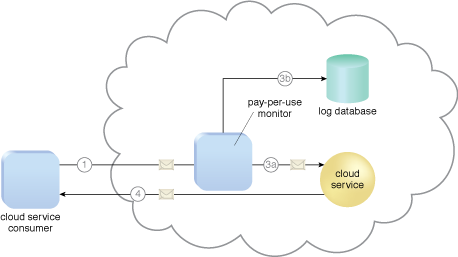 3b
log database
pay-per-use
monitor
1
3a
cloud
service
4
cloud service
consumer